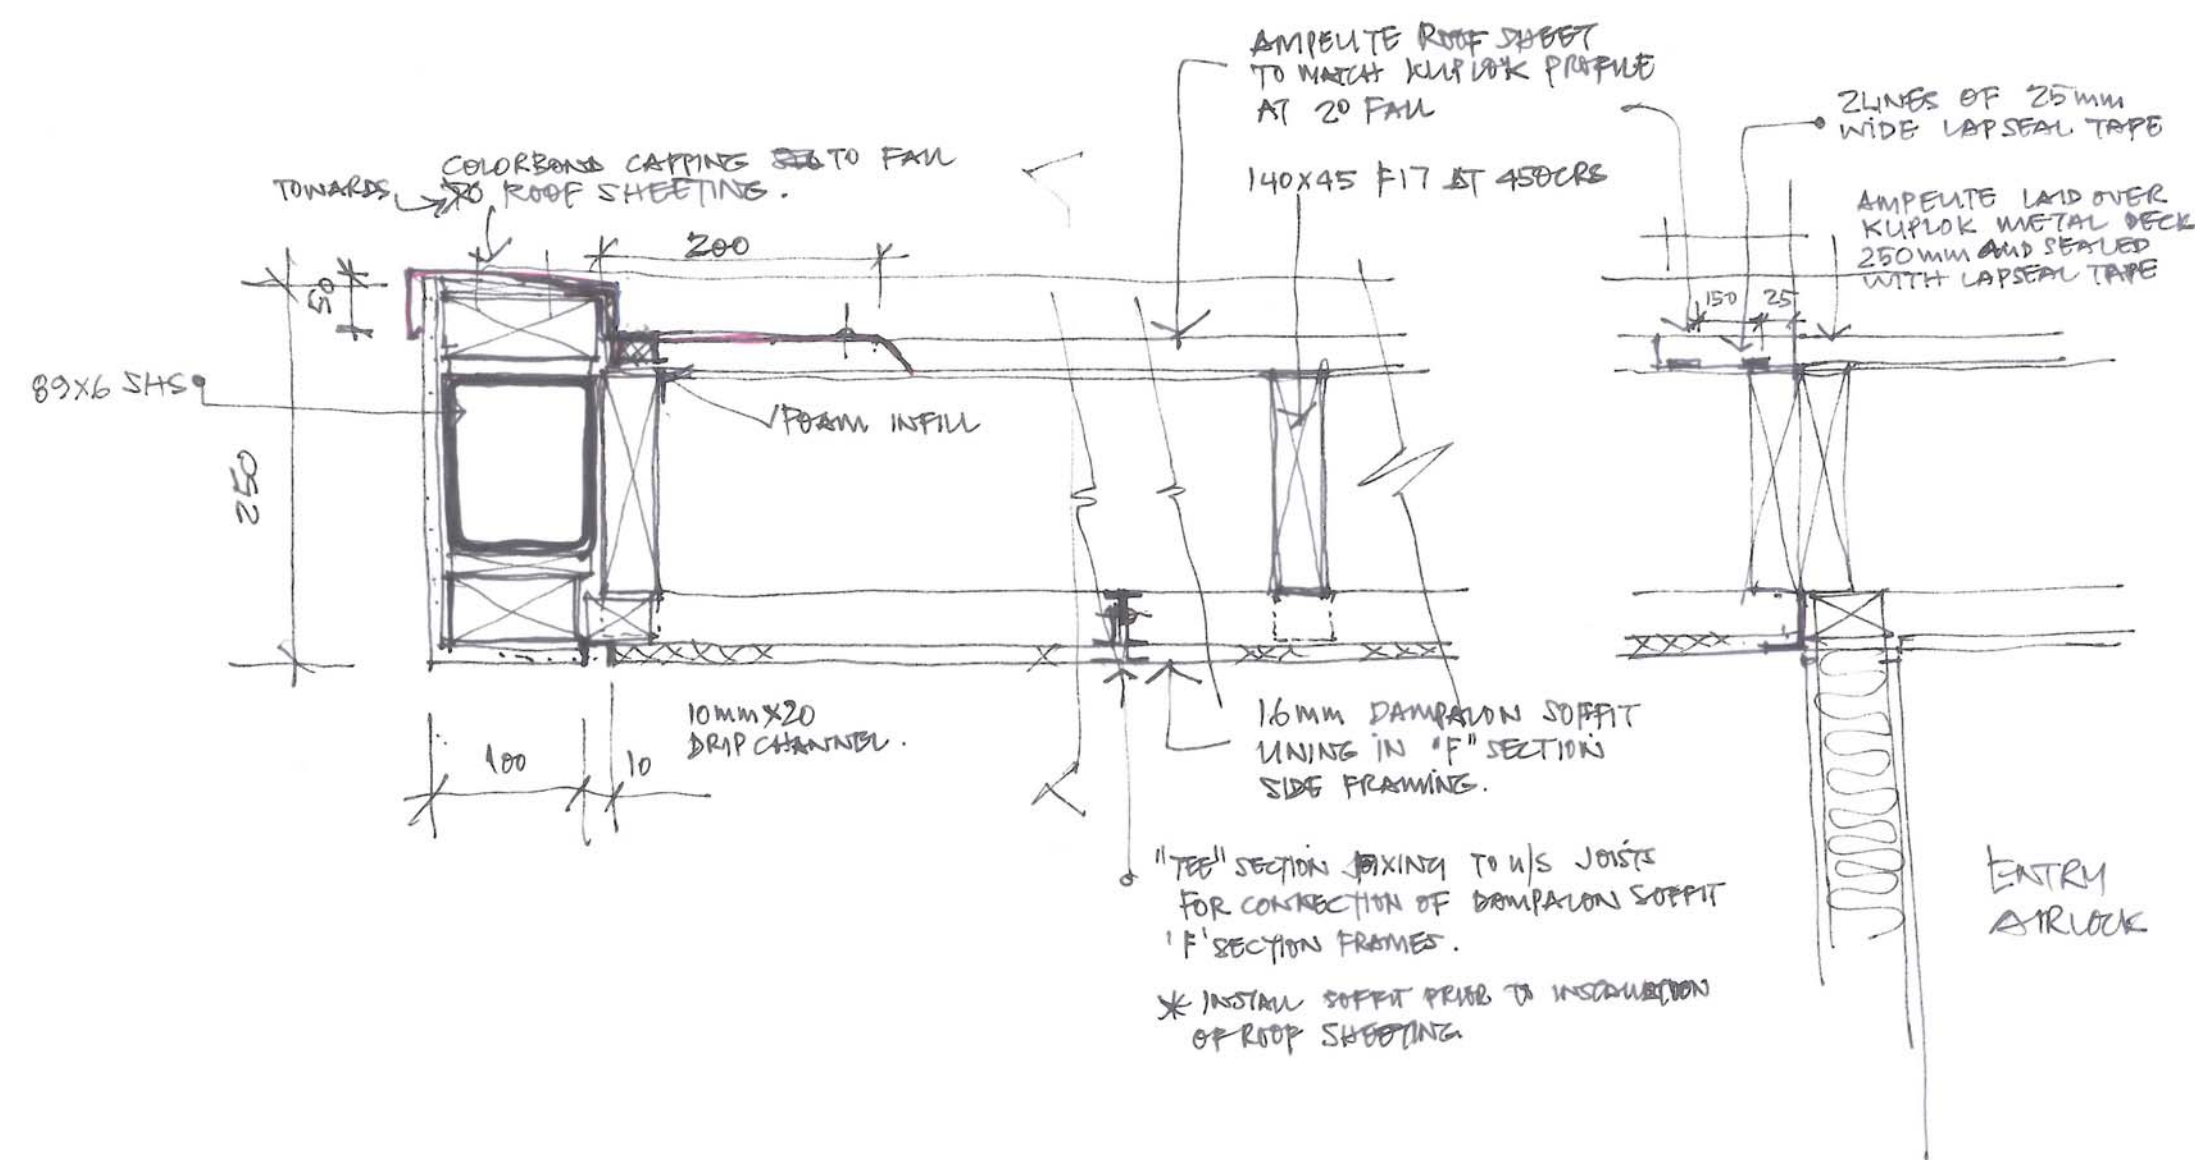 AMPELITE ROOF SHEET
TO MATCH KLIPLOK PROFILE
AT 2° FALL
2 LINES OF 25mm
WIDE LAPSEAL TAPE
COLORBOND CAPPING TO FALL
TOWARDS ROOF SHEETING.
140X45 F17 AT 450CRS
AMPELITE LAID OVER
KLIPLOK METAL DECK
250mm AND SEALED
WITH LAPSEAL TAPE
200
50
150
25
89X6 SHS
FOAM INFILL
250
10mm X20
DRIP CHANNEL.
100
10
16mm DAMPALON SOFFIT
LINING IN "F" SECTION
SIDE FRAMING.
"TEE" SECTION FIXING TO U/S JOISTS
FOR CONNECTION OF DAMPALON SOFFIT
'F' SECTION FRAMES.
* INSTALL SOFFIT PRIOR TO INSTALLATION
OF ROOF SHEETING.
ENTRY
AIRLOCK